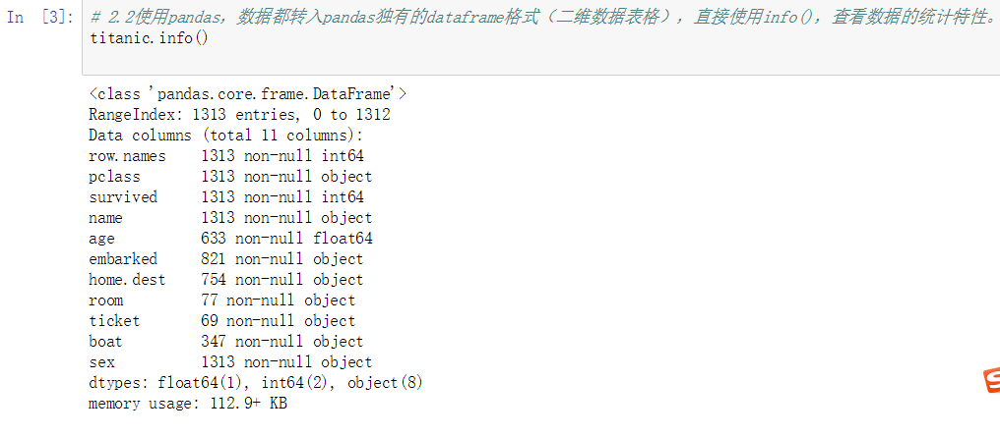 In [3]: # 2.2使用pandas，数据都转入pandas独有的dataframe格式（二维数据表格），直接使用info()，查看数据的统计特性。
titanic.info()
<class 'pandas.core.frame.DataFrame'>
RangeIndex: 1313 entries, 0 to 1312
Data columns (total 11 columns):
row.names    1313 non-null int64
pclass       1313 non-null object
survived     1313 non-null int64
name         1313 non-null object
age          633 non-null float64
embarked     821 non-null object
home.dest    754 non-null object
room         77 non-null object
ticket       69 non-null object
boat         347 non-null object
sex          1313 non-null object
dtypes: float64(1), int64(2), object(8)
memory usage: 112.9+ KB